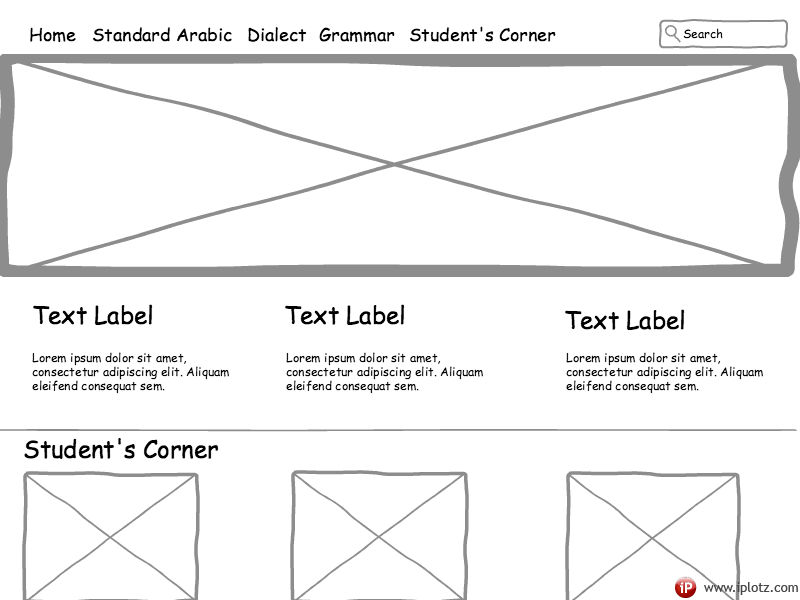 Home Standard Arabic Dialect Grammar Student's Corner Search
Text Label
Lorem ipsum dolor sit amet,
consectetur adipiscing elit. Aliquam
eleifend consequat sem.
Text Label
Lorem ipsum dolor sit amet,
consectetur adipiscing elit. Aliquam
eleifend consequat sem.
Text Label
Lorem ipsum dolor sit amet,
consectetur adipiscing elit. Aliquam
eleifend consequat sem.
Student's Corner
iP www.iplotz.com